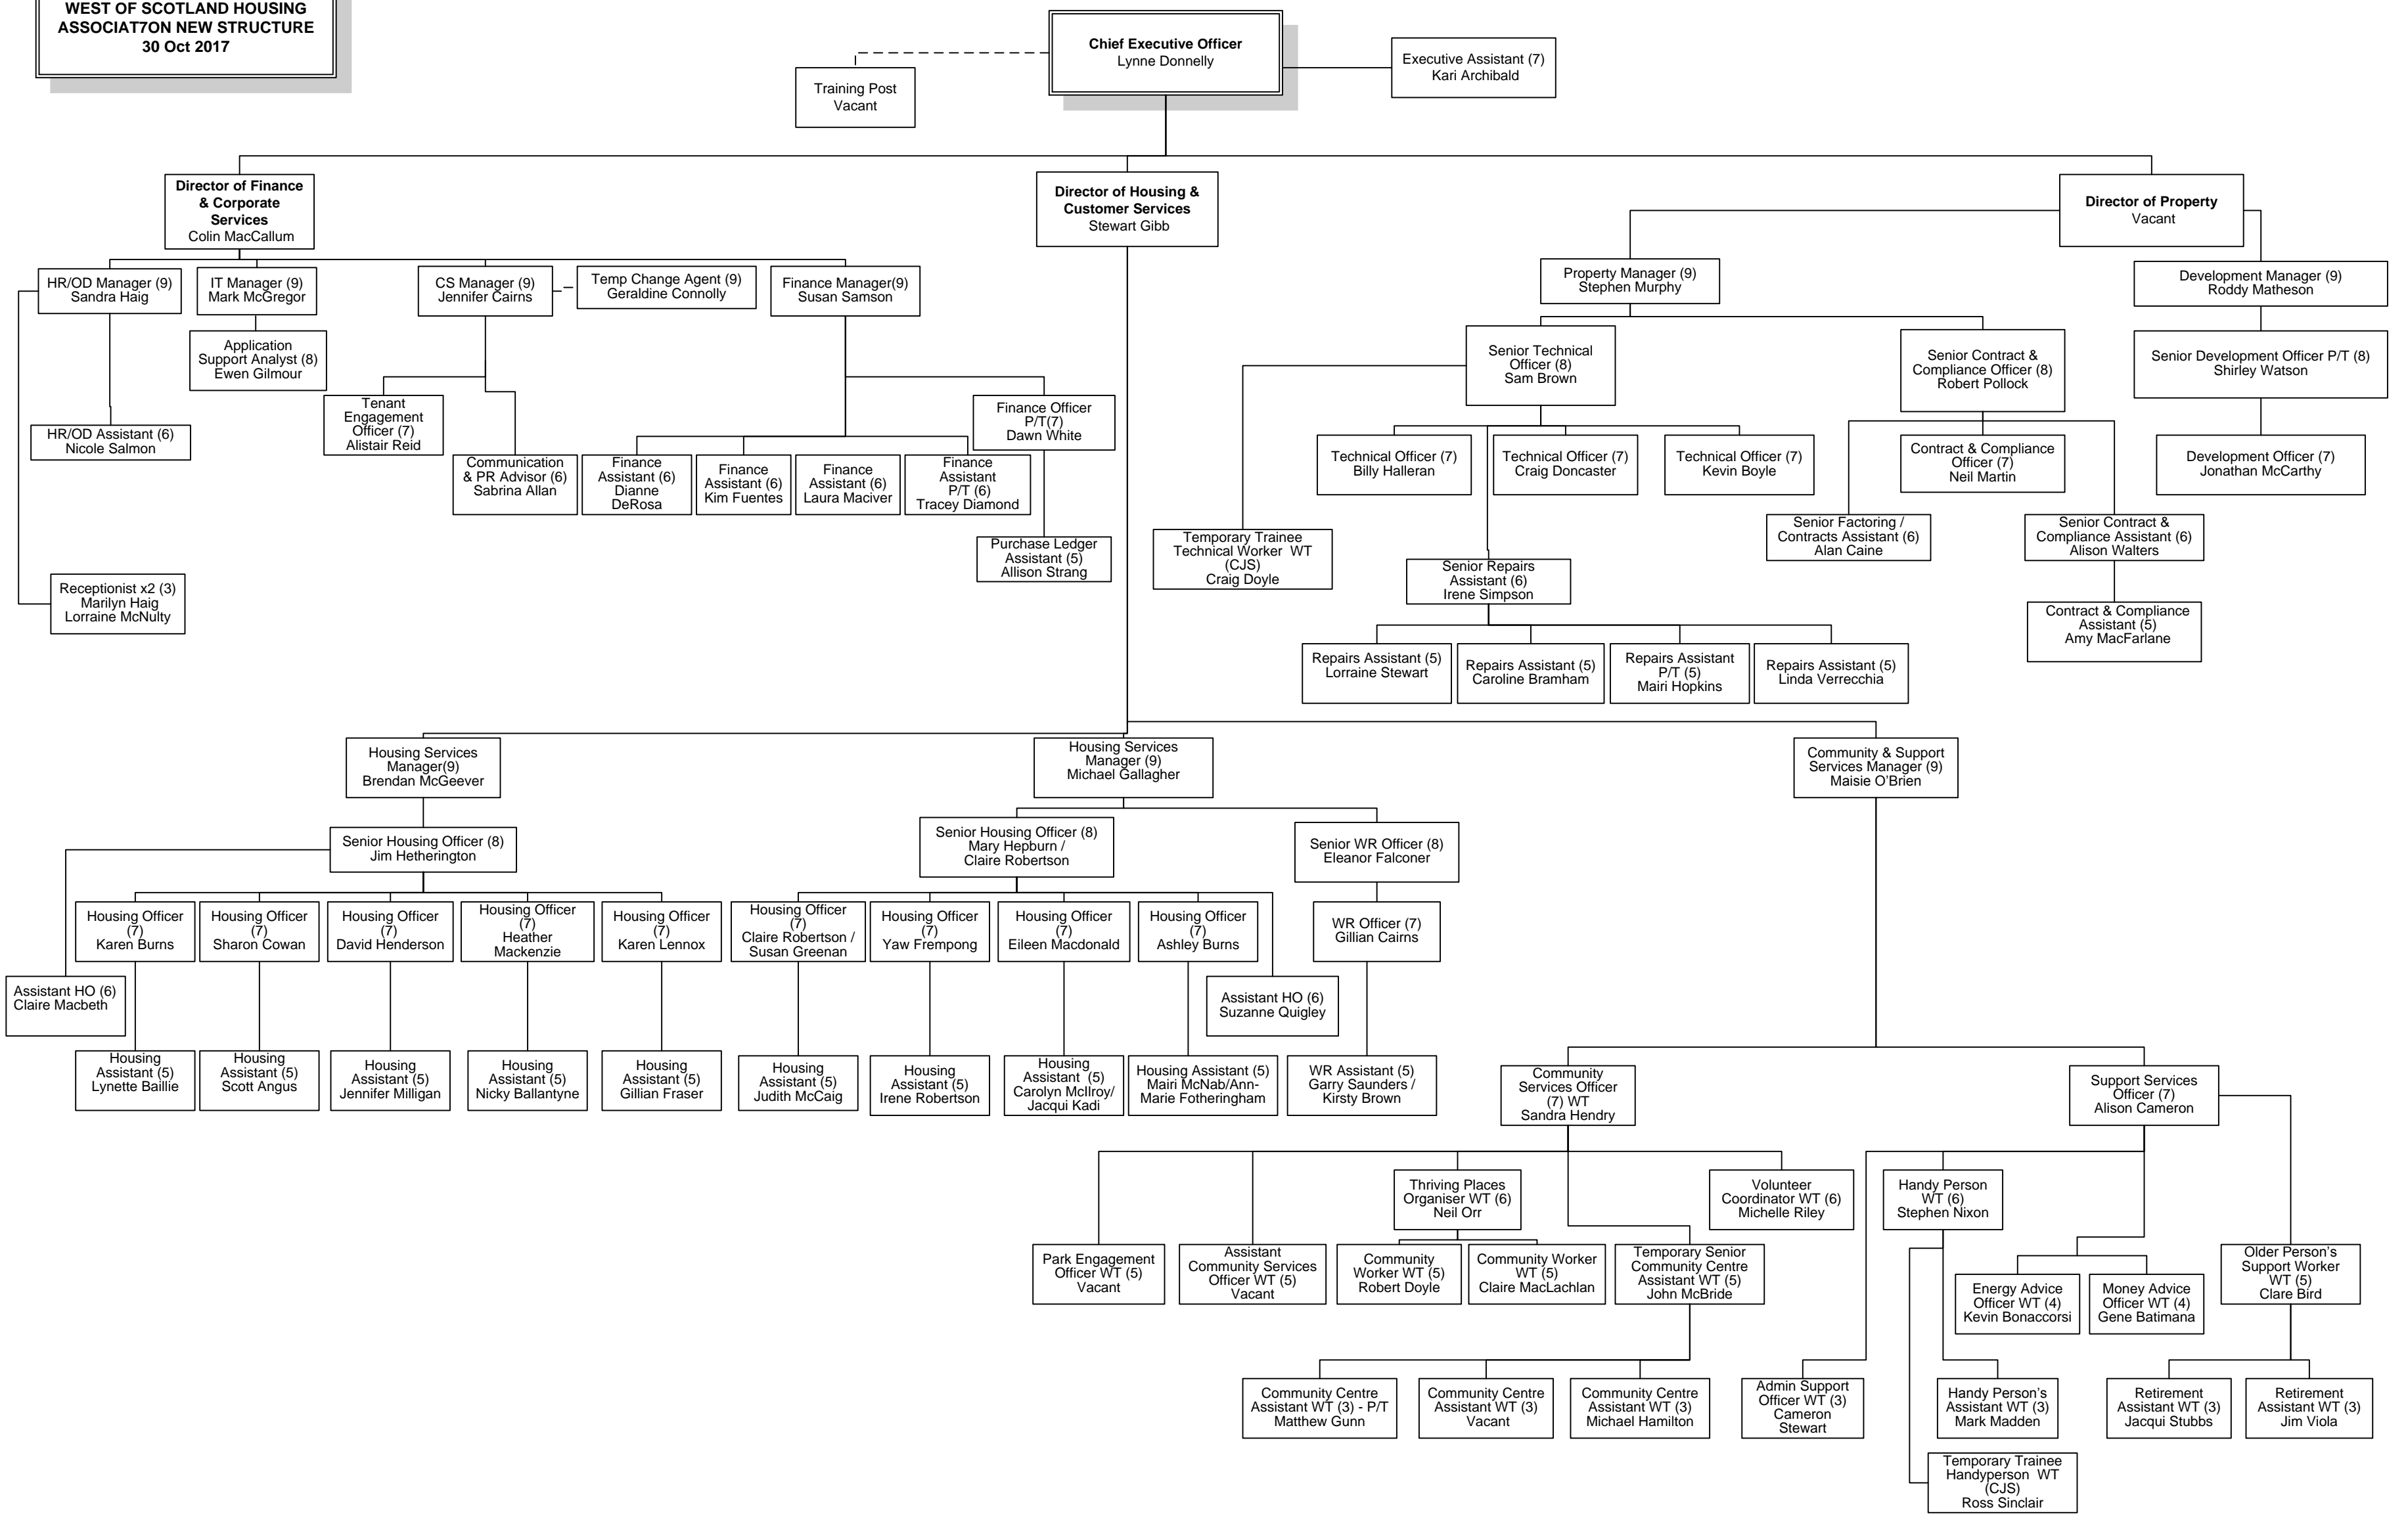 WEST OF SCOTLAND HOUSING
ASSOCIAT7ON NEW STRUCTURE
30 Oct 2017
Chief Executive Officer
Lynne Donnelly
Executive Assistant (7)
Kari Archibald
Training Post
Vacant
Director of Finance
& Corporate
Services
Colin MacCallum
Director of Housing &
Customer Services
Stewart Gibb
Director of Property
Vacant
HR/OD Manager (9)
Sandra Haig
IT Manager (9)
Mark McGregor
CS Manager (9)
Jennifer Cairns
Temp Change Agent (9)
Geraldine Connolly
Finance Manager(9)
Susan Samson
Property Manager (9)
Stephen Murphy
Development Manager (9)
Roddy Matheson
Application
Support Analyst (8)
Ewen Gilmour
Senior Technical
Officer (8)
Sam Brown
Senior Contract &
Compliance Officer (8)
Robert Pollock
Senior Development Officer P/T (8)
Shirley Watson
Tenant
Engagement
Officer (7)
Alistair Reid
Finance Officer
P/T(7)
Dawn White
HR/OD Assistant (6)
Nicole Salmon
Communication
& PR Advisor (6)
Sabrina Allan
Finance
Assistant (6)
Dianne
DeRosa
Finance
Assistant (6)
Kim Fuentes
Finance
Assistant (6)
Laura Maciver
Finance
Assistant
P/T (6)
Tracey Diamond
Technical Officer (7)
Billy Halleran
Technical Officer (7)
Craig Doncaster
Technical Officer (7)
Kevin Boyle
Contract & Compliance
Officer (7)
Neil Martin
Development Officer (7)
Jonathan McCarthy
Purchase Ledger
Assistant (5)
Allison Strang
Temporary Trainee
Technical Worker  WT
(CJS)
Craig Doyle
Senior Factoring /
Contracts Assistant (6)
Alan Caine
Senior Contract &
Compliance Assistant (6)
Alison Walters
Receptionist x2 (3)
Marilyn Haig
Lorraine McNulty
Senior Repairs
Assistant (6)
Irene Simpson
Contract & Compliance
Assistant (5)
Amy MacFarlane
Repairs Assistant (5)
Lorraine Stewart
Repairs Assistant (5)
Caroline Bramham
Repairs Assistant
P/T (5)
Mairi Hopkins
Repairs Assistant (5)
Linda Verrecchia
Housing Services
Manager(9)
Brendan McGeever
Housing Services
Manager (9)
Michael Gallagher
Community & Support
Services Manager (9)
Maisie O'Brien
Senior Housing Officer (8)
Jim Hetherington
Senior Housing Officer (8)
Mary Hepburn /
Claire Robertson
Senior WR Officer (8)
Eleanor Falconer
Housing Officer
(7)
Karen Burns
Housing Officer
(7)
Sharon Cowan
Housing Officer
(7)
David Henderson
Housing Officer
(7)
Heather
Mackenzie
Housing Officer
(7)
Karen Lennox
Housing Officer
(7)
Claire Robertson /
Susan Greenan
Housing Officer
(7)
Yaw Frempong
Housing Officer
(7)
Eileen Macdonald
Housing Officer
(7)
Ashley Burns
WR Officer (7)
Gillian Cairns
Assistant HO (6)
Claire Macbeth
Assistant HO (6)
Suzanne Quigley
Housing
Assistant (5)
Lynette Baillie
Housing
Assistant (5)
Scott Angus
Housing
Assistant (5)
Jennifer Milligan
Housing
Assistant (5)
Nicky Ballantyne
Housing
Assistant (5)
Gillian Fraser
Housing
Assistant (5)
Judith McCaig
Housing
Assistant (5)
Irene Robertson
Housing
Assistant  (5)
Carolyn McIlroy/
Jacqui Kadi
Housing Assistant (5)
Mairi McNab/Ann-
Marie Fotheringham
WR Assistant (5)
Garry Saunders /
Kirsty Brown
Community
Services Officer
(7) WT
Sandra Hendry
Support Services
Officer (7)
Alison Cameron
Thriving Places
Organiser WT (6)
Neil Orr
Volunteer
Coordinator WT (6)
Michelle Riley
Handy Person
WT (6)
Stephen Nixon
Park Engagement
Officer WT (5)
Vacant
Assistant
Community Services
Officer WT (5)
Vacant
Community
Worker WT (5)
Robert Doyle
Community Worker
WT (5)
Claire MacLachlan
Temporary Senior
Community Centre
Assistant WT (5)
John McBride
Energy Advice
Officer WT (4)
Kevin Bonaccorsi
Money Advice
Officer WT (4)
Gene Batimana
Older Person's
Support Worker
WT (5)
Clare Bird
Community Centre
Assistant WT (3) - P/T
Matthew Gunn
Community Centre
Assistant WT (3)
Vacant
Community Centre
Assistant WT (3)
Michael Hamilton
Admin Support
Officer WT (3)
Cameron
Stewart
Handy Person's
Assistant WT (3)
Mark Madden
Retirement
Assistant WT (3)
Jacqui Stubbs
Retirement
Assistant WT (3)
Jim Viola
Temporary Trainee
Handyperson  WT
(CJS)
Ross Sinclair